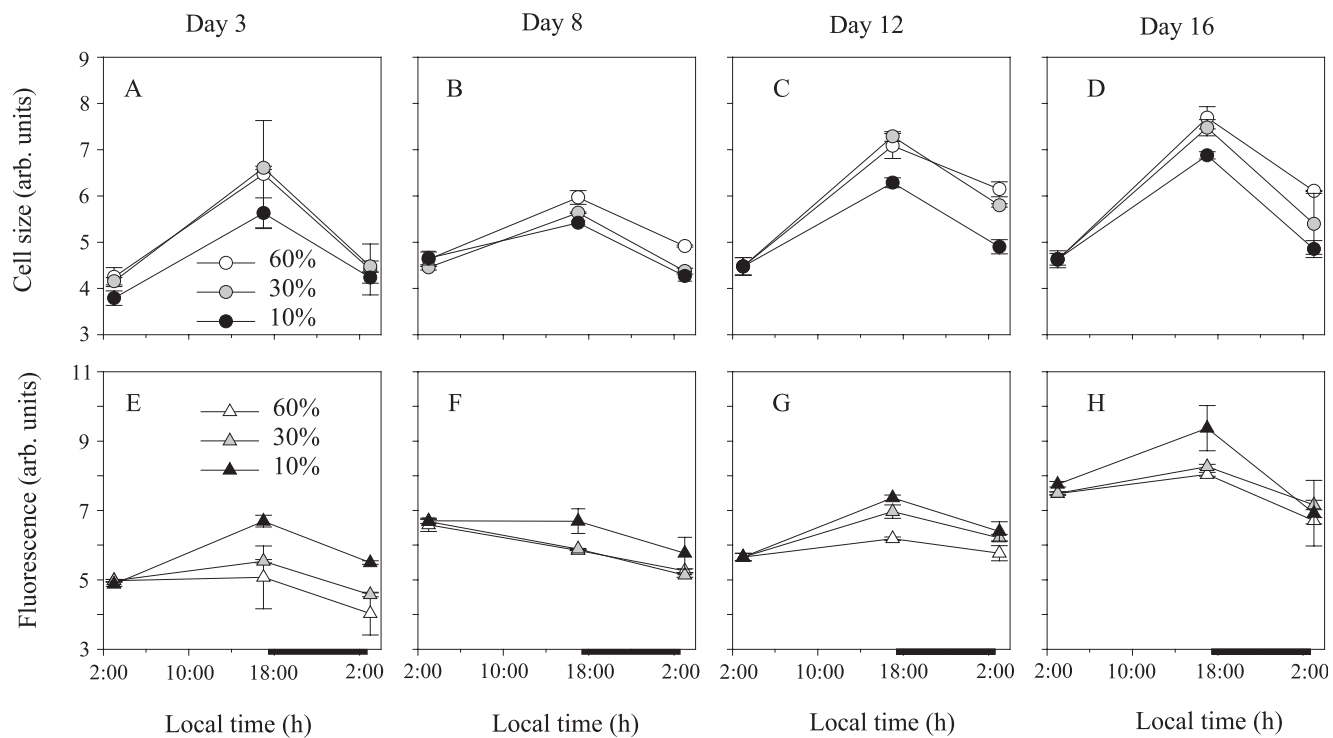 Day 3 Day 8 Day 12 Day 16
Cell size (arb. units)
9
8
7
6
5
4
3
A B C D
60%
30%
10%
Fluorescence (arb. units)
11
9
7
5
3
E F G H
60%
30%
10%
2:00 10:00 18:00 2:00 2:00 10:00 18:00 2:00 2:00 10:00 18:00 2:00 2:00 10:00 18:00 2:00
Local time (h) Local time (h) Local time (h) Local time (h)